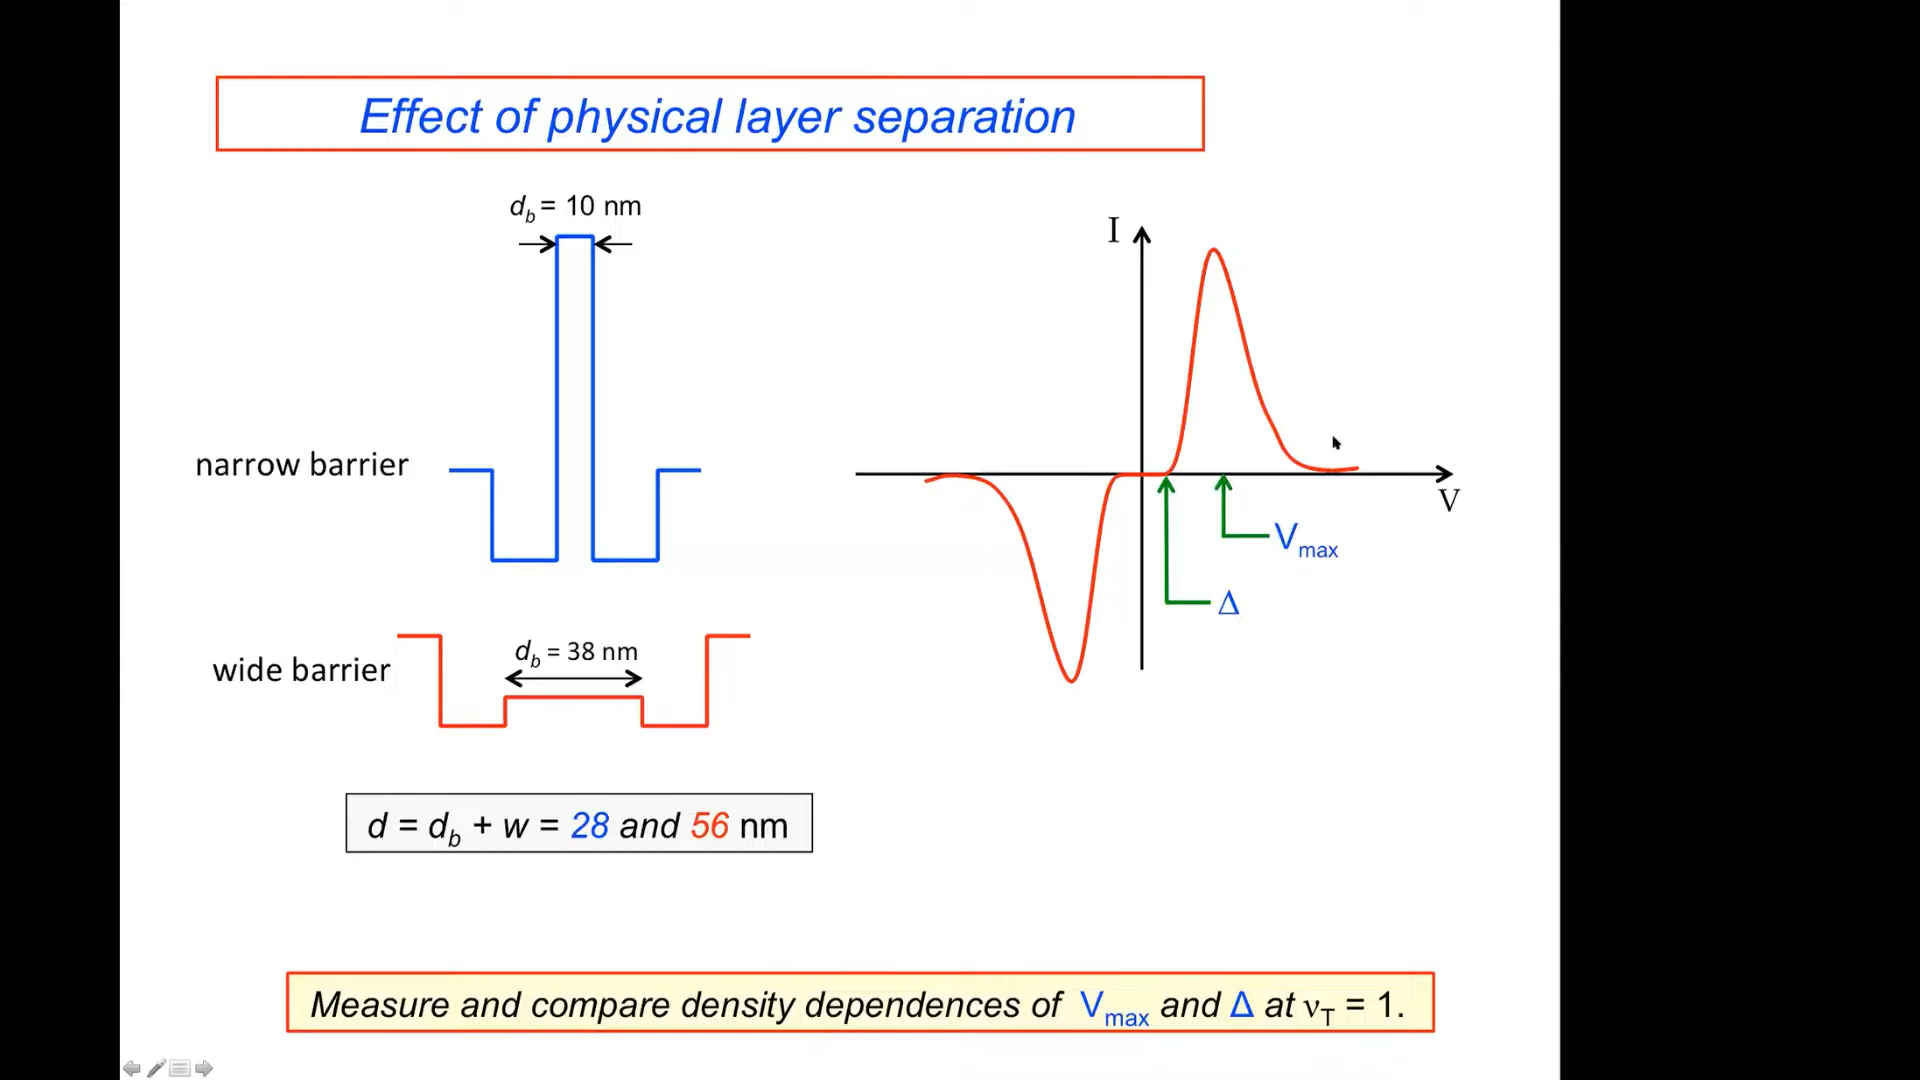 Effect of physical layer separation
d_b = 10 nm
I
narrow barrier
V
V_max
Δ
d_b = 38 nm
wide barrier
d = d_b + w = 28 and 56 nm
Measure and compare density dependences of V_max and Δ at ν_T = 1.